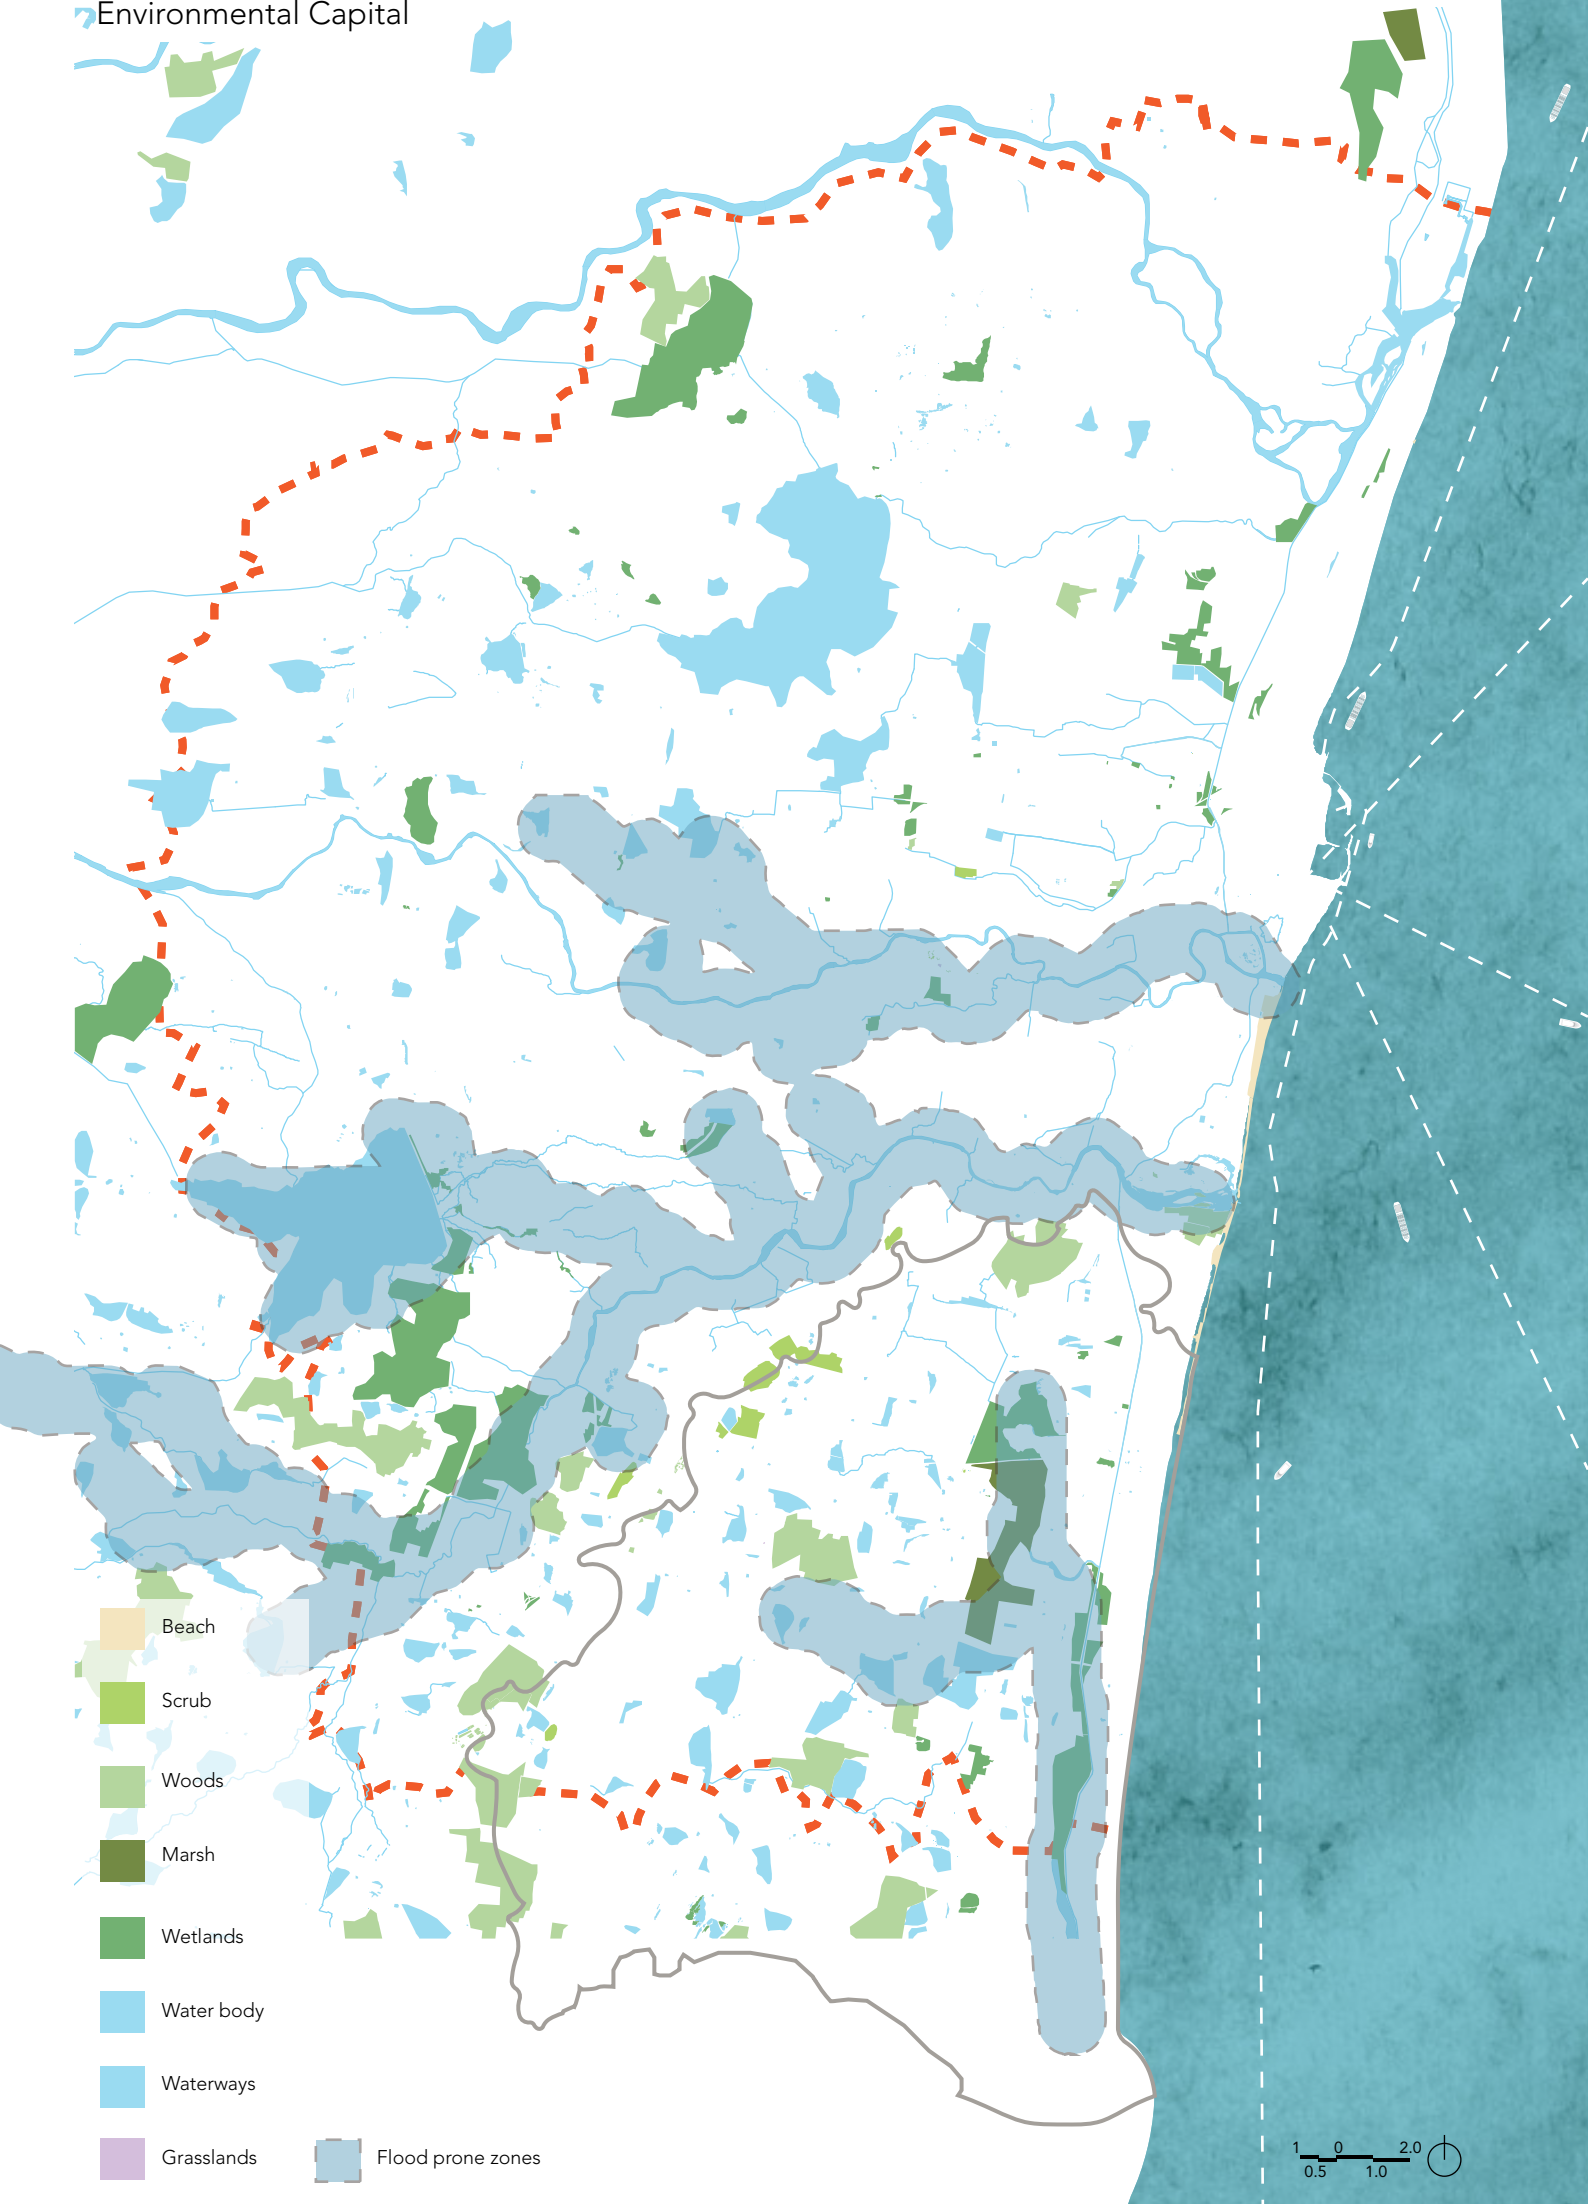 Environmental Capital
Beach
Scrub
Woods
Marsh
Wetlands
Water body
Waterways
Grasslands
Flood prone zones
1 0 2.0
0.5 1.0